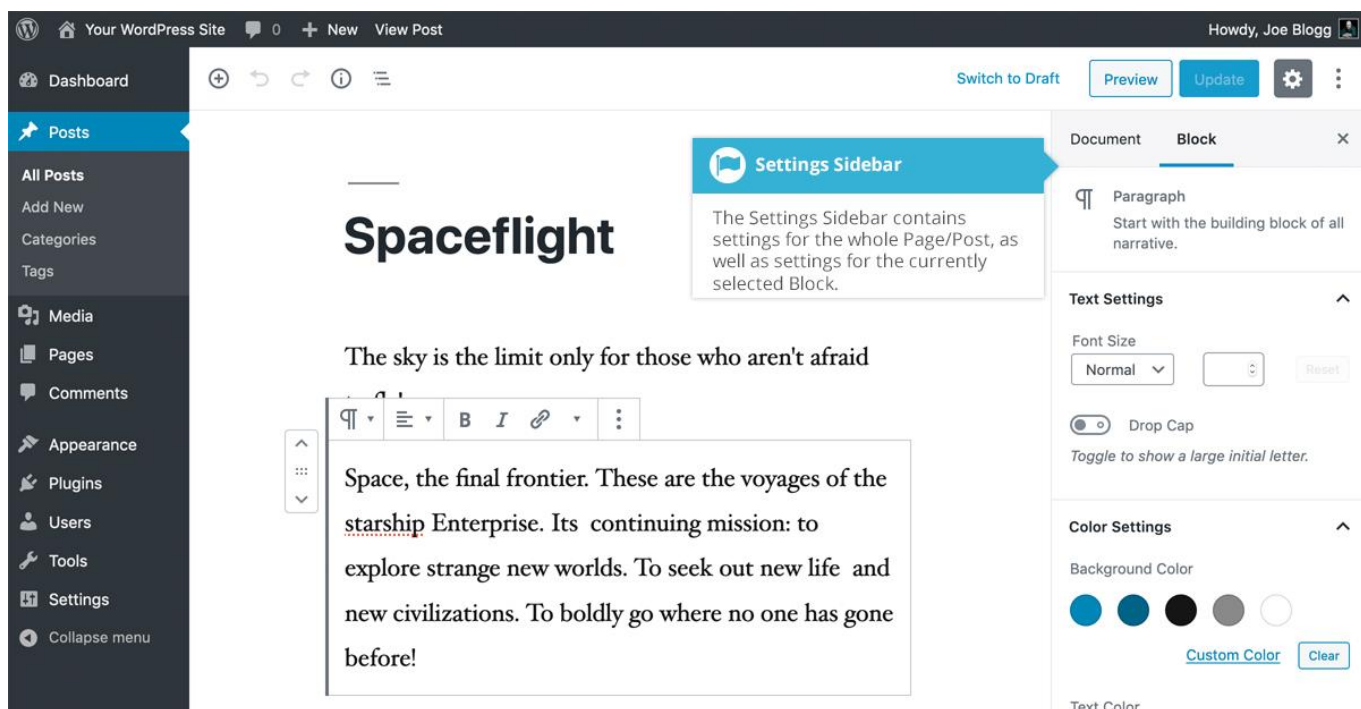 Your WordPress Site 0 New View Post Howdy, Joe Blogg
Dashboard
Posts
All Posts
Add New
Categories
Tags
Media
Pages
Comments
Appearance
Plugins
Users
Tools
Settings
Collapse menu
Switch to Draft Preview Update
Spaceflight
The sky is the limit only for those who aren't afraid
B I
Space, the final frontier. These are the voyages of the
starship Enterprise. Its  continuing mission: to
explore strange new worlds. To seek out new life  and
new civilizations. To boldly go where no one has gone
before!
Settings Sidebar
The Settings Sidebar contains
settings for the whole Page/Post, as
well as settings for the currently
selected Block.
Document Block
Paragraph
Start with the building block of all
narrative.
Text Settings
Font Size
Normal Reset
Drop Cap
Toggle to show a large initial letter.
Color Settings
Background Color
Custom Color Clear
Text Color